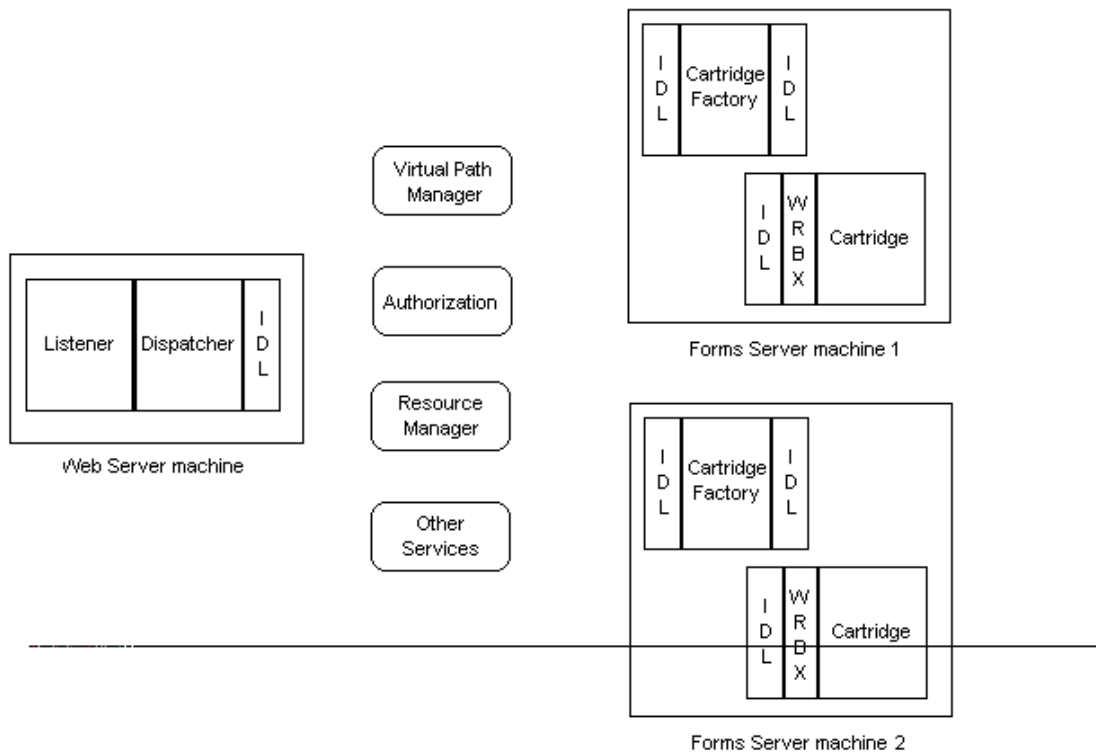 Listener
Dispatcher
IDL
Web Server machine
Virtual Path
Manager
Authorization
Resource
Manager
Other
Services
IDL
Cartridge
Factory
IDL
IDL
WRBX
Cartridge
Forms Server machine 1
IDL
Cartridge
Factory
IDL
IDL
WRBX
Cartridge
Forms Server machine 2